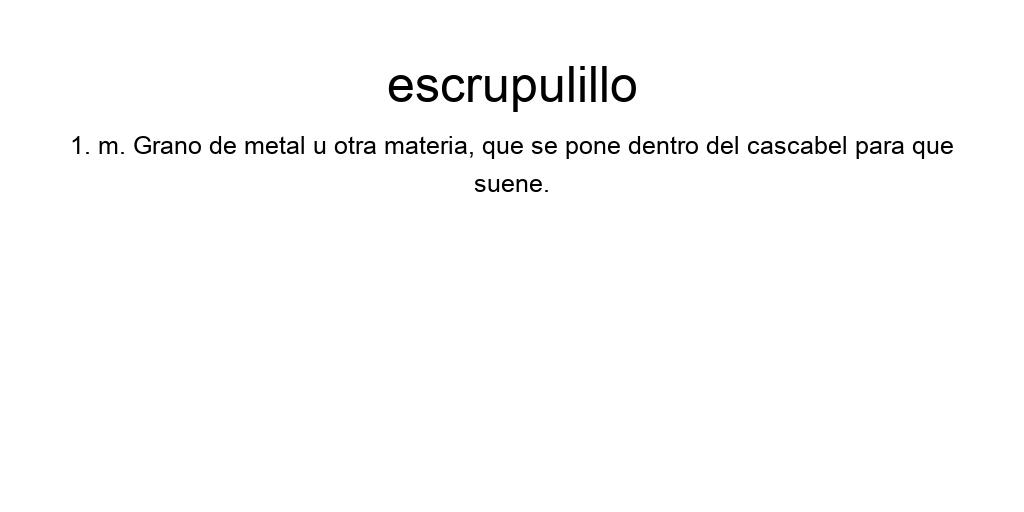 escrupulillo
1. m. Grano de metal u otra materia, que se pone dentro del cascabel para que
suene.